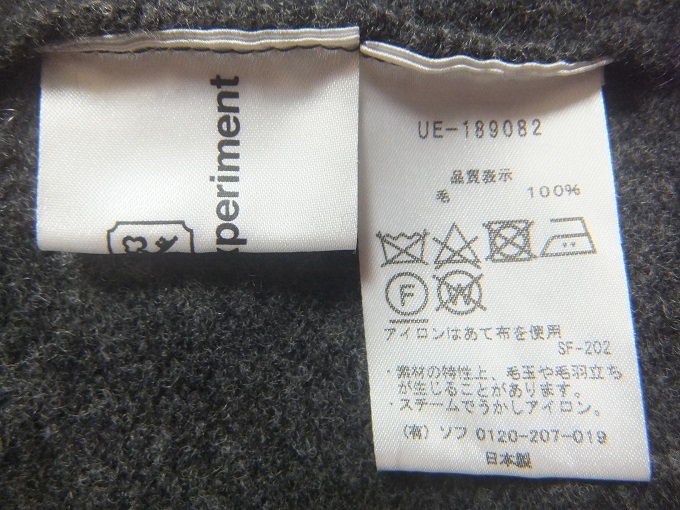 xperiment
UE-189082
品質表示
毛 100%
F
W
アイロンはあて布を使用
SF-202
・素材の特性上、毛玉や毛羽立ち
が生じることがあります。
・スチームでうかしアイロン。
(有)ソフ 0120-207-019
日本製